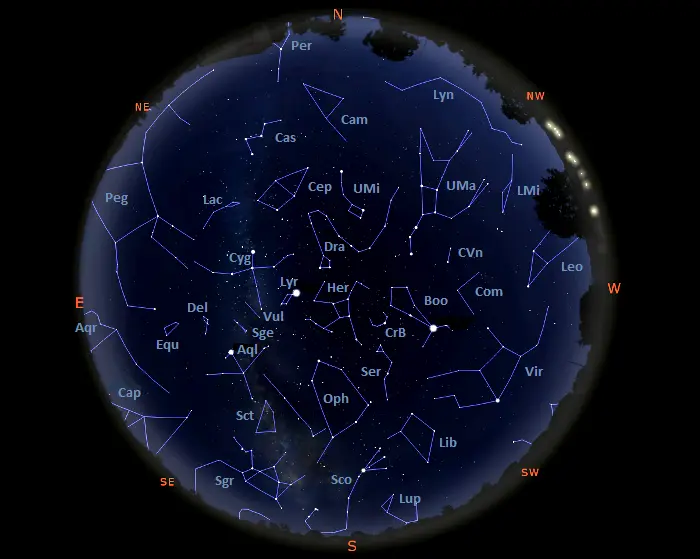 N
Per
NE
NW
Lyn
Cam
Cas
Cep
UMi
UMa
LMi
Peg
Lac
Dra
CVn
Cyg
Leo
Lyr
Her
W
Com
E
Boo
Del
Vul
Aqr
Sge
CrB
Equ
Aql
Ser
Vir
Cap
Oph
Sct
Lib
SE
Sgr
Sco
SW
Lup
S